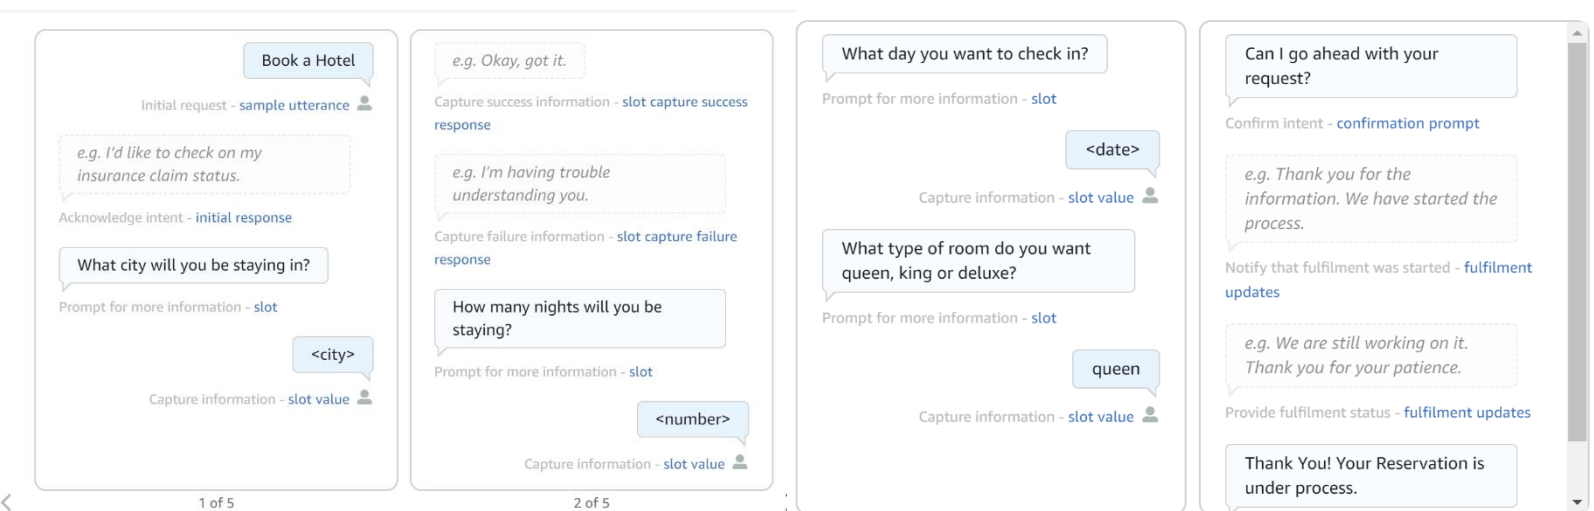 Book a Hotel
Initial request - sample utterance
e.g. I'd like to check on my
insurance claim status.
Acknowledge intent - initial response
What city will you be staying in?
Prompt for more information - slot
<city>
Capture information - slot value
1 of 5
e.g. Okay, got it.
Capture success information - slot capture success
response
e.g. I'm having trouble
understanding you.
Capture failure information - slot capture failure
response
How many nights will you be
staying?
Prompt for more information - slot
<number>
Capture information - slot value
2 of 5
What day you want to check in?
Prompt for more information - slot
<date>
Capture information - slot value
What type of room do you want
queen, king or deluxe?
Prompt for more information - slot
queen
Capture information - slot value
Can I go ahead with your
request?
Confirm intent - confirmation prompt
e.g. Thank you for the
information. We have started the
process.
Notify that fulfilment was started - fulfilment
updates
e.g. We are still working on it.
Thank you for your patience.
Provide fulfilment status - fulfilment updates
Thank You! Your Reservation is
under process.